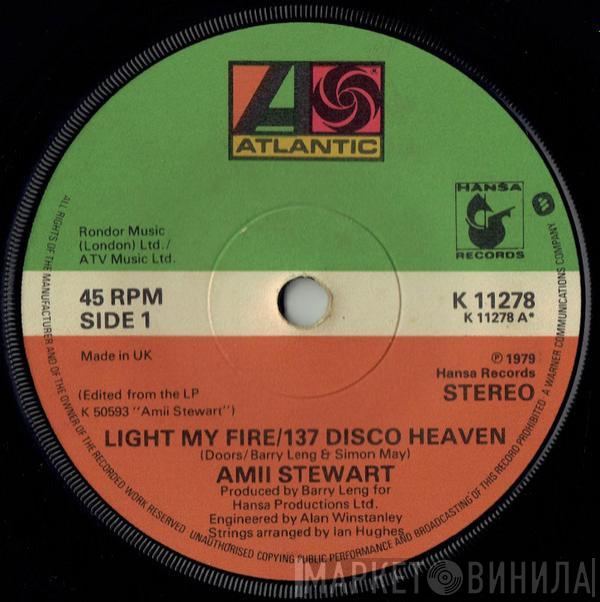 ATLANTIC
®
HANSA
RECORDS
Rondor Music
(London) Ltd./
ATV Music Ltd.
45 RPM
SIDE 1
K 11278
K 11278 A*
Made in UK
℗ 1979
Hansa Records
STEREO
(Edited from the LP
K 50593 "Amii Stewart")
LIGHT MY FIRE/137 DISCO HEAVEN
(Doors/Barry Leng & Simon May)
AMII STEWART
Produced by Barry Leng for
Hansa Productions Ltd.
Engineered by Alan Winstanley
Strings arranged by Ian Hughes
ALL RIGHTS OF THE MANUFACTURER AND OF THE OWNER OF THE RECORDED WORK RESERVED UNAUTHORISED COPYING PUBLIC PERFORMANCE AND BROADCASTING OF THIS RECORD PROHIBITED · A WARNER COMMUNICATIONS COMPANY
МАРКЕТОВИНИЛА